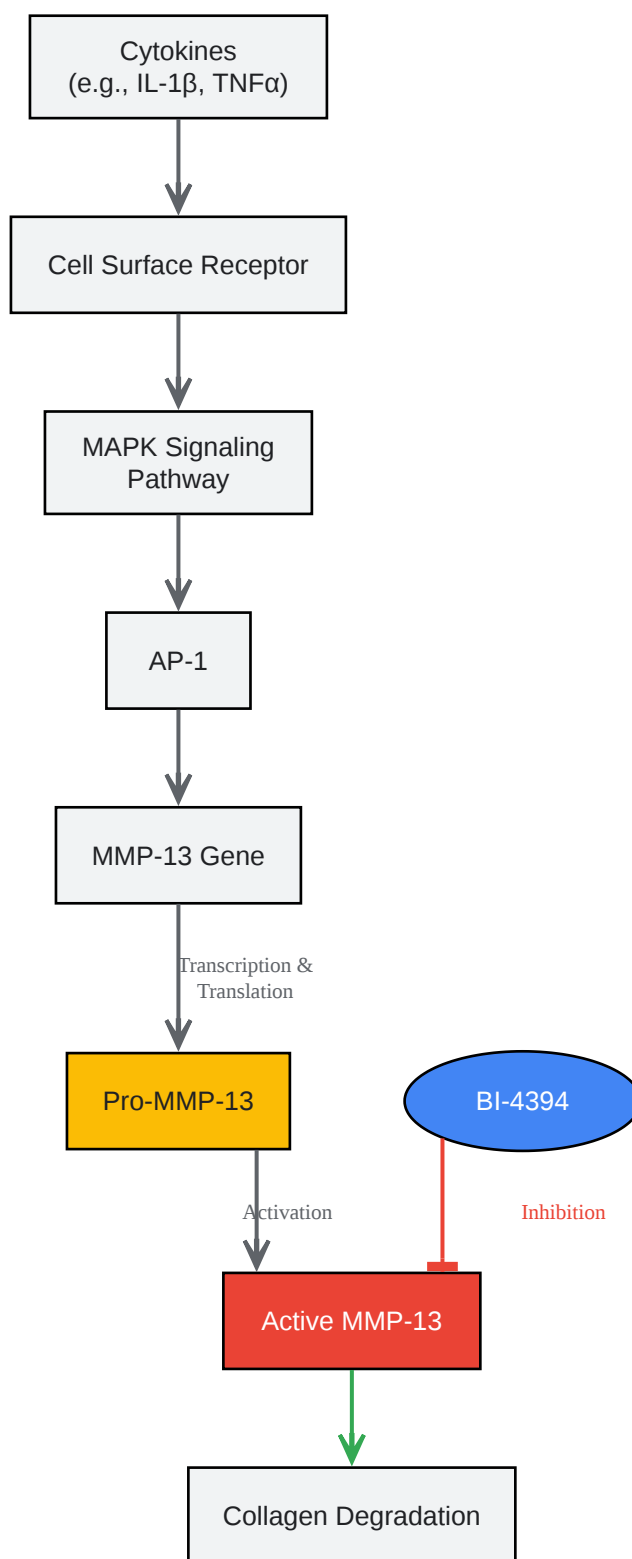 Cytokines
(e.g., IL-1β, TNFα)
Cell Surface Receptor
MAPK Signaling
Pathway
AP-1
MMP-13 Gene
Transcription &
Translation
Pro-MMP-13
BI-4394
Activation
Inhibition
Active MMP-13
Collagen Degradation